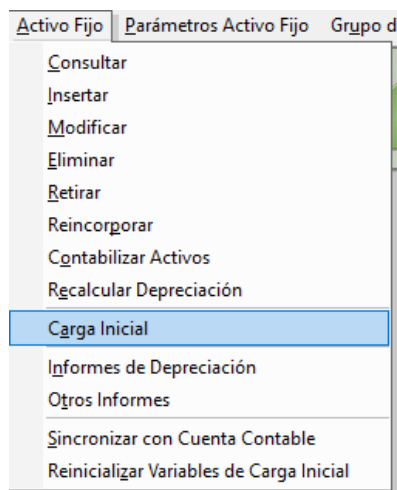 Activo Fijo Parámetros Activo Fijo Grupo d
Consultar
Insertar
Modificar
Eliminar
Retirar
Reincorporar
Contabilizar Activos
Recalcular Depreciación
Carga Inicial
Informes de Depreciación
Otros Informes
Sincronizar con Cuenta Contable
Reinicializar Variables de Carga Inicial